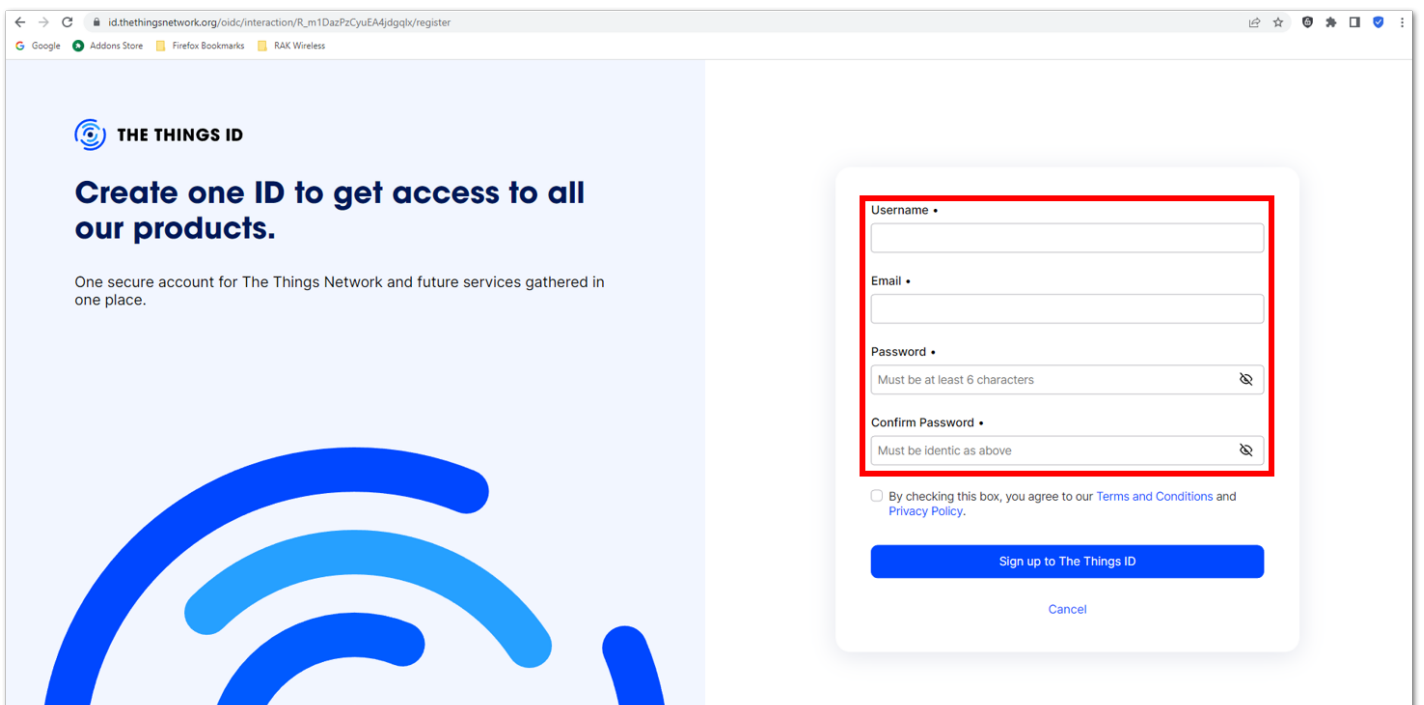 id.thethingsnetwork.org/oidc/interaction/R_m1DazPzCyuEA4jdgqlx/register
Google Addons Store Firefox Bookmarks RAK Wireless
THE THINGS ID
Create one ID to get access to all
our products.
One secure account for The Things Network and future services gathered in
one place.
Username •
Email •
Password •
Must be at least 6 characters
Confirm Password •
Must be identic as above
By checking this box, you agree to our Terms and Conditions and
Privacy Policy.
Sign up to The Things ID
Cancel